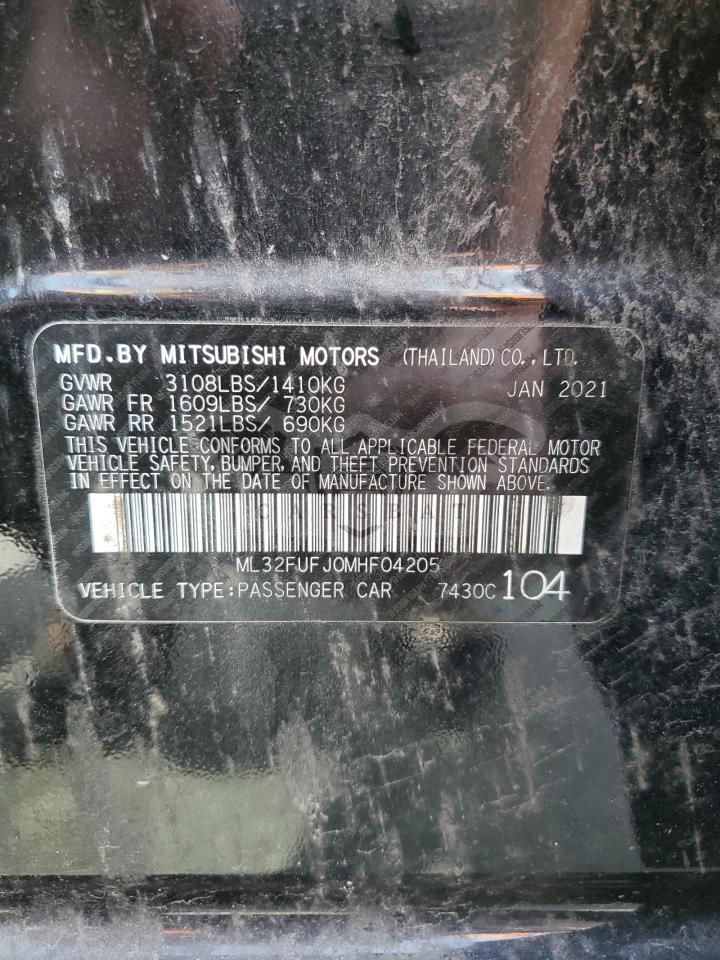 MFD.BY MITSUBISHI MOTORS (THAILAND)CO., LTD.
GVWR 3108LBS/1410KG JAN 2021
GAWR FR 1609LBS/ 730KG
GAWR RR 1521LBS/ 690KG
THIS VEHICLE CONFORMS TO ALL APPLICABLE FEDERAL MOTOR
VEHICLE SAFETY, BUMPER, AND THEFT PREVENTION STANDARDS
IN EFFECT ON THE DATE OF MANUFACTURE SHOWN ABOVE.
ML32FUFJ0MHF04205
VEHICLE TYPE:PASSENGER CAR 7430C 104